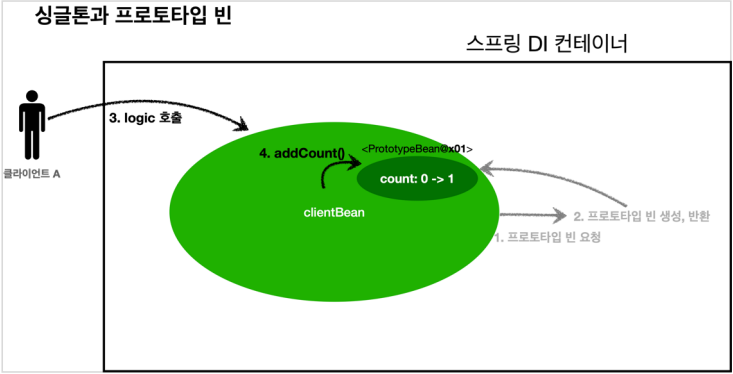 싱글톤과 프로토타입 빈
스프링 DI 컨테이너
3. logic 호출
클라이언트 A
4. addCount()
<PrototypeBean@x01>
count: 0 -> 1
clientBean
2. 프로토타입 빈 생성, 반환
1. 프로토타입 빈 요청